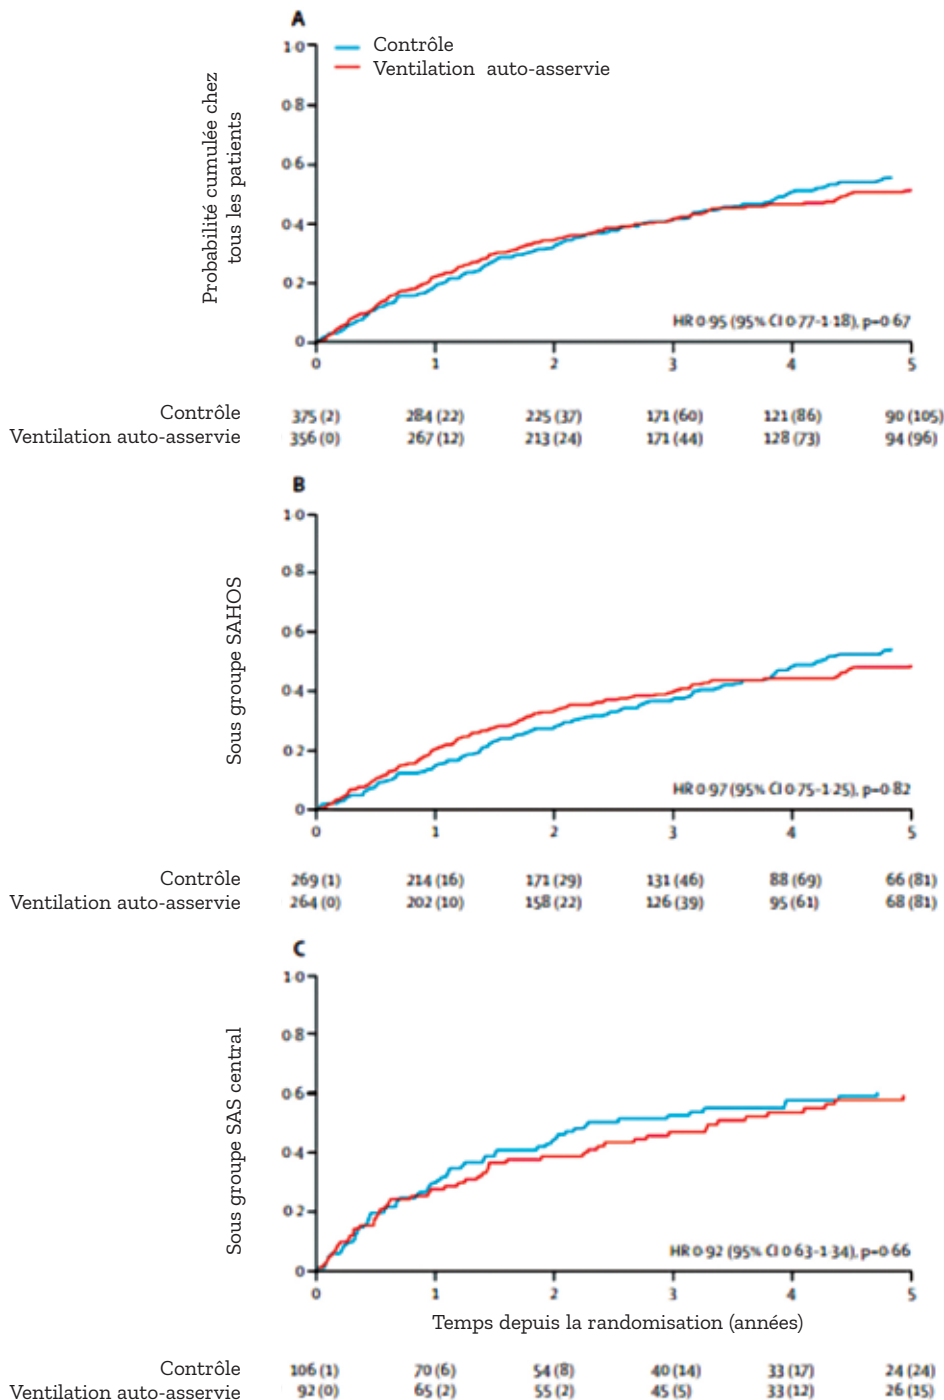 A
Contrôle
Ventilation auto-asservie
Probabilité cumulée chez
tous les patients
1·0
0·8
0·6
0·4
0·2
0
HR 0·95 (95% CI 0·77-1·18), p=0·67
0 1 2 3 4 5
Contrôle 375 (2) 284 (22) 225 (37) 171 (60) 121 (86) 90 (105)
Ventilation auto-asservie 356 (0) 267 (12) 213 (24) 171 (44) 128 (73) 94 (96)
B
Sous groupe SAHOS
1·0
0·8
0·6
0·4
0·2
0
HR 0·97 (95% CI 0·75-1·25), p=0·82
0 1 2 3 4 5
Contrôle 269 (1) 214 (16) 171 (29) 131 (46) 88 (69) 66 (81)
Ventilation auto-asservie 264 (0) 202 (10) 158 (22) 126 (39) 95 (61) 68 (81)
C
Sous groupe SAS central
1·0
0·8
0·6
0·4
0·2
0
HR 0·92 (95% CI 0·63-1·34), p=0·66
0 1 2 3 4 5
Temps depuis la randomisation (années)
Contrôle 106 (1) 70 (6) 54 (8) 40 (14) 33 (17) 24 (24)
Ventilation auto-asservie 92 (0) 65 (2) 55 (2) 45 (5) 33 (12) 26 (15)